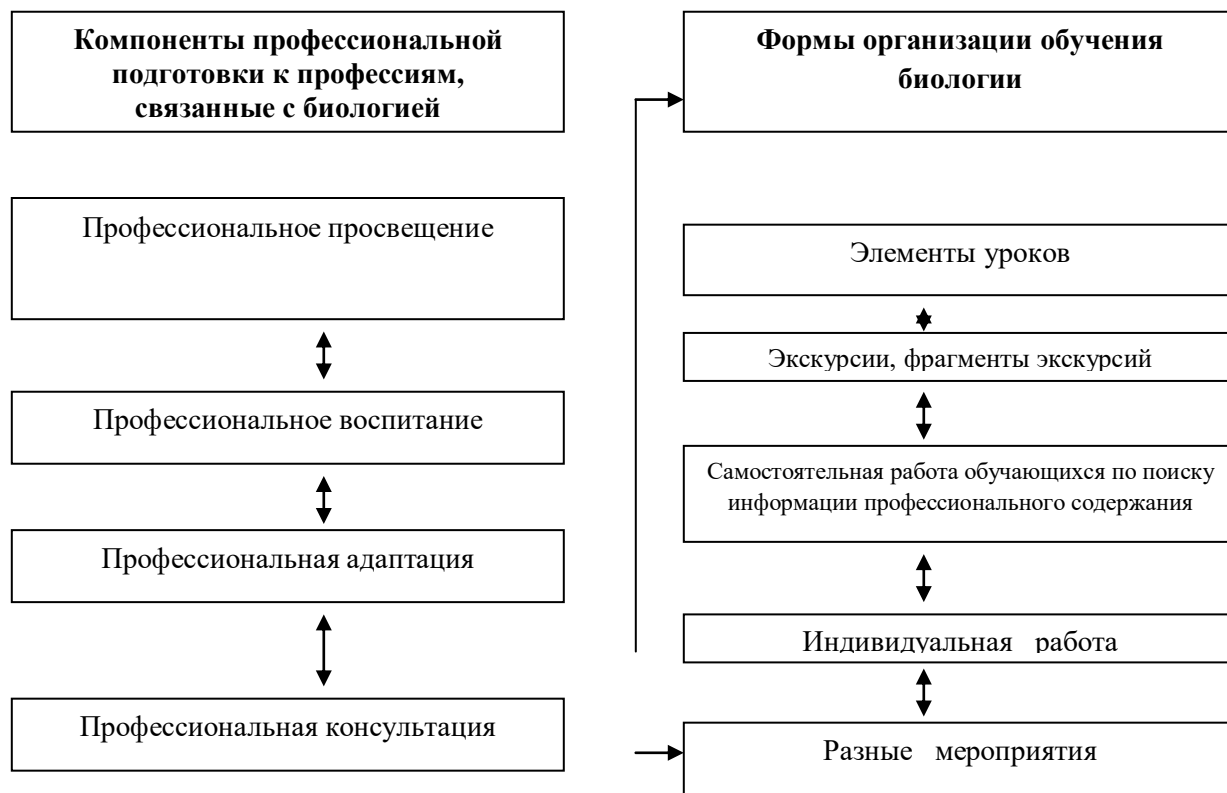 Компоненты профессиональной
подготовки к профессиям,
связанные с биологией
Профессиональное просвещение
Профессиональное воспитание
Профессиональная адаптация
Профессиональная консультация
Формы организации обучения
биологии
Элементы уроков
Экскурсии, фрагменты экскурсий
Самостоятельная работа обучающихся по поиску
информации профессионального содержания
Индивидуальная работа
Разные мероприятия